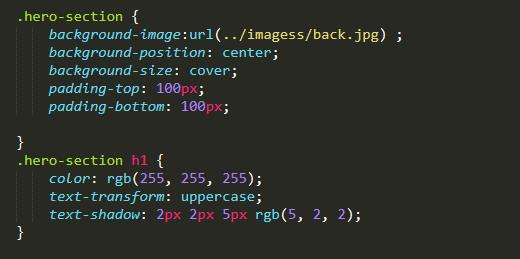 .hero-section {
    background-image:url(../imagess/back.jpg) ;
    background-position: center;
    background-size: cover;
    padding-top: 100px;
    padding-bottom: 100px;

}
.hero-section h1 {
    color: rgb(255, 255, 255);
    text-transform: uppercase;
    text-shadow: 2px 2px 5px rgb(5, 2, 2);
}